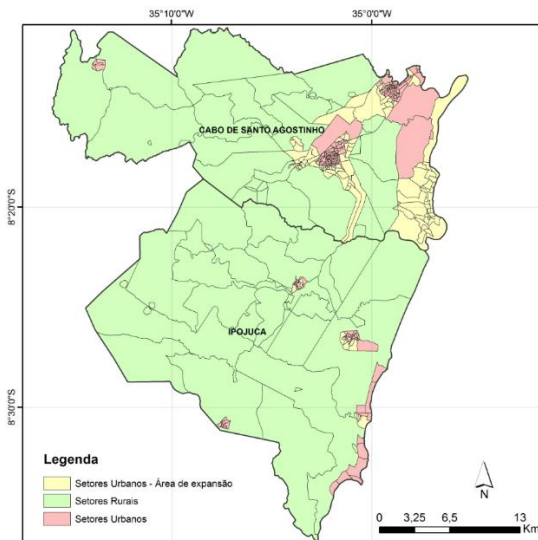 35°10'0"W 35°0'0"W
CABO DE SANTO AGOSTINHO
8°20'0"S
IPOJUCA
8°30'0"S
Legenda
Setores Urbanos - Área de expansão
Setores Rurais
Setores Urbanos
N
0 3,25 6,5 13
Km